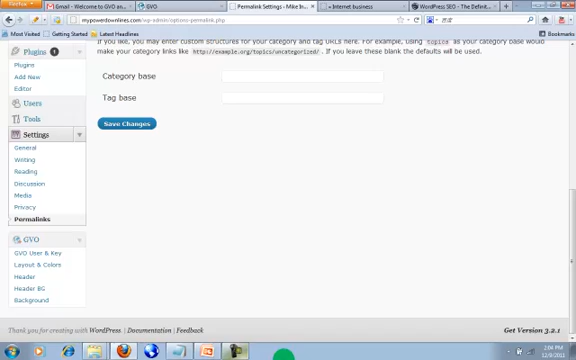 Firefox
Gmail - Welcome to GVO an...
GVO
Permalink Settings ‹ Mike In...
Internet business
WordPress SEO - The Definit...
mypowerdownlines.com/wp-admin/options-permalink.php
Most Visited
Getting Started
Latest Headlines
Bookmarks
If you like, you may enter custom structures for your category and tag URLs here. For example, using topics as your category base would
make your category links like http://example.org/topics/uncategorized/ . If you leave these blank the defaults will be used.
Plugins 1
Plugins
Add New
Editor
Users
Tools
Settings
General
Writing
Reading
Discussion
Media
Privacy
Permalinks
GVO
GVO User & Key
Layout & Colors
Header
Header BG
Background
Category base
Tag base
Save Changes
Thank you for creating with WordPress. | Documentation | Feedback
Get Version 3.2.1
2:06 PM